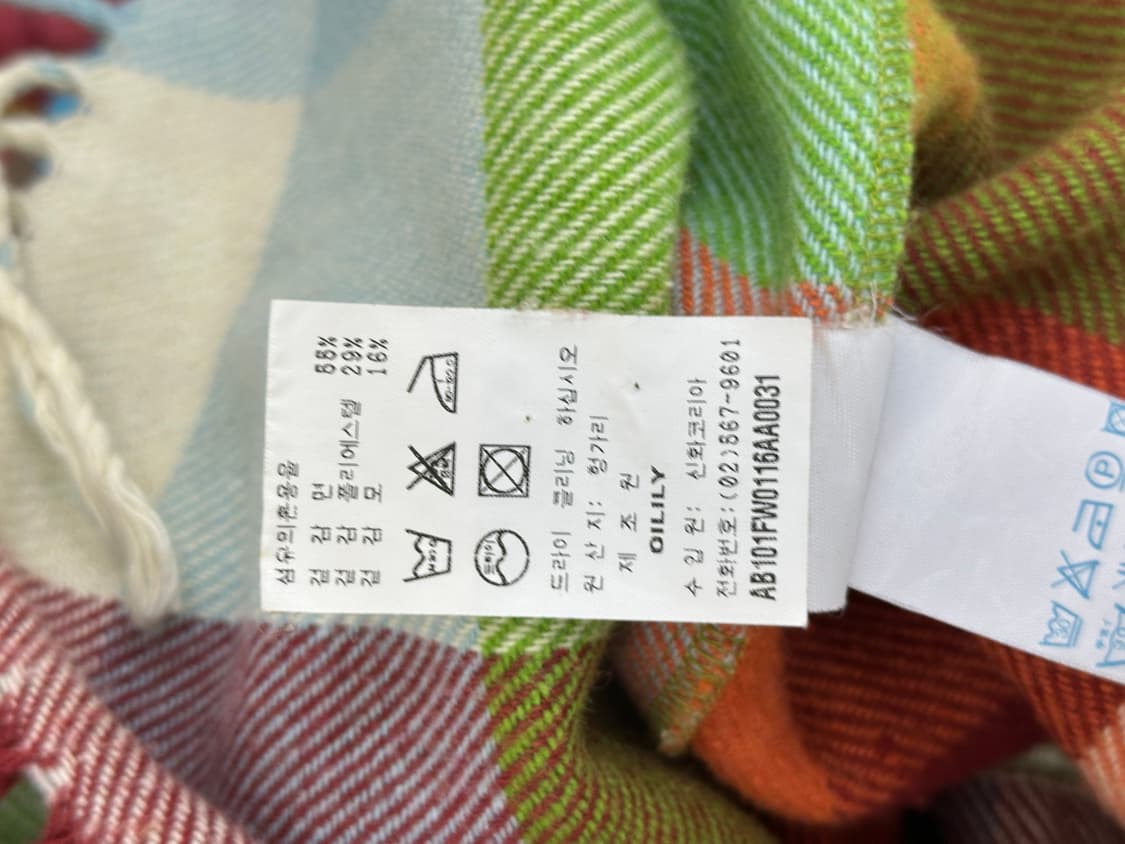 섬유의혼용율
겉 감 면 55%
겉 감 폴리에스텔 29%
겉 감 모 16%
드라이 클리닝 하십시오
원 산 지: 헝가리
제 조 원
OILILY
수 입 원: 신화코리아
전화번호:(02)567-9601
AB101FW0116AA0031